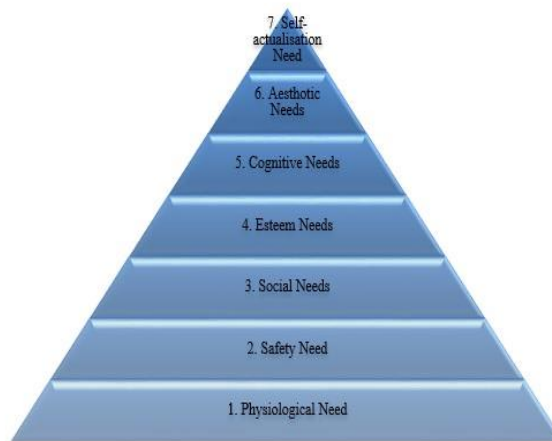 7. Self-
actualisation
Need
6. Aesthotic
Needs
5. Cognitive Needs
4. Esteem Needs
3. Social Needs
2. Safety Need
1. Physiological Need